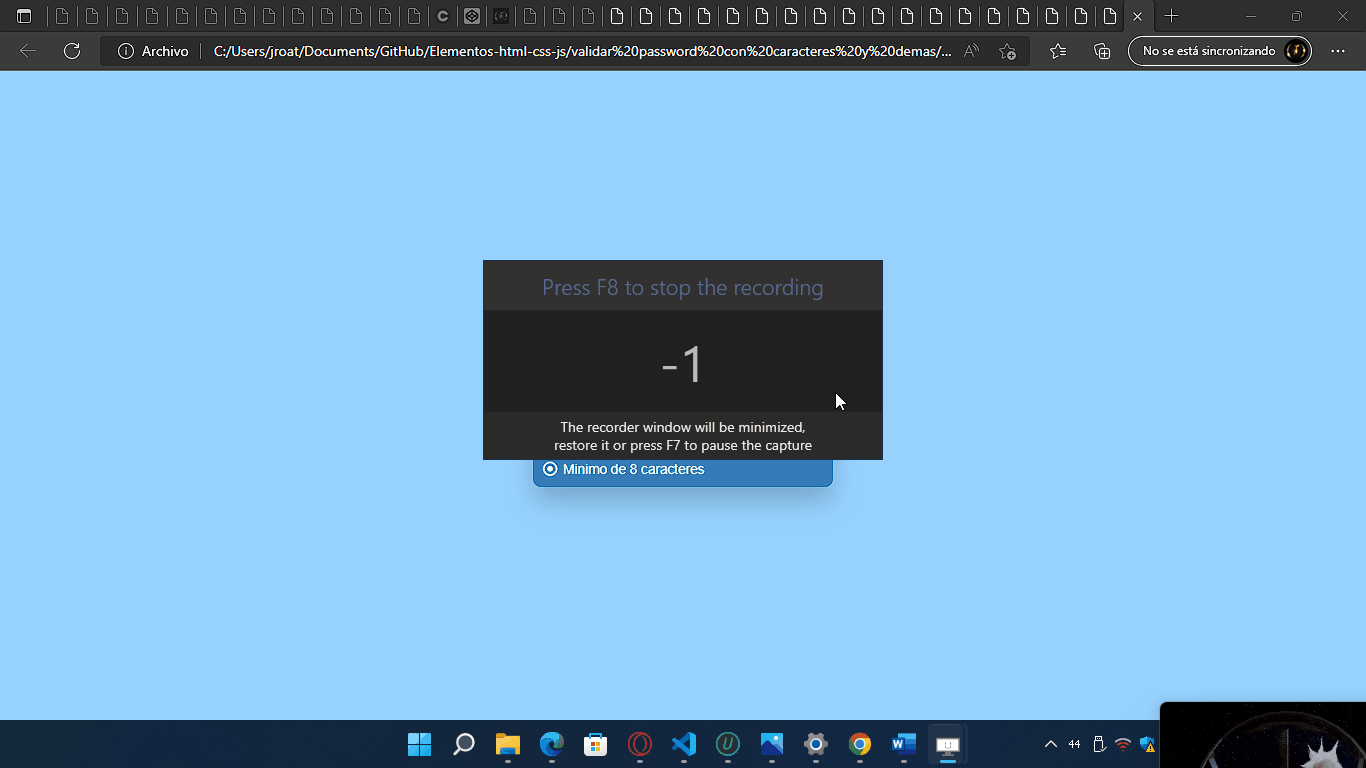 Archivo
C:/Users/jroat/Documents/GitHub/Elementos-html-css-js/validar%20password%20con%20caracteres%20y%20demas/...
No se está sincronizando
Press F8 to stop the recording
-1
The recorder window will be minimized,
restore it or press F7 to pause the capture
Minimo de 8 caracteres
44